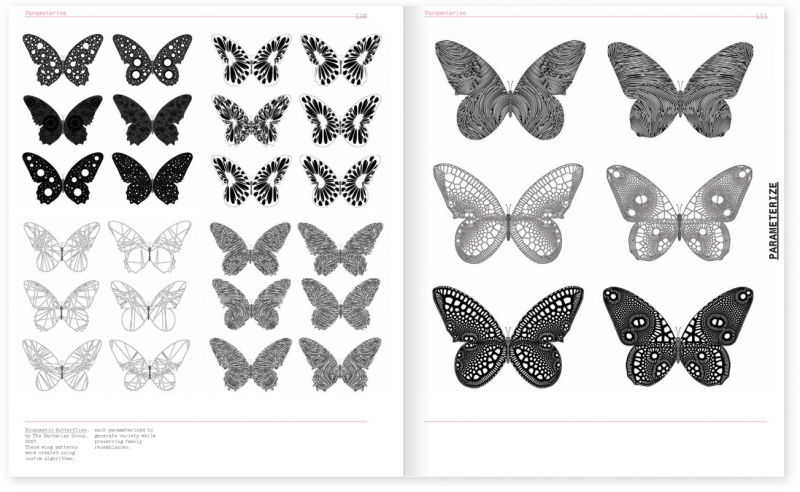 Parameterize
110
Biomimetic Butterflies,
by The Barbarian Group,
2007
These wing patterns
were created using
custom algorithms,
each parameterized to
generate variety while
preserving family
resemblances.
Parameterize
111
PARAMETERIZE